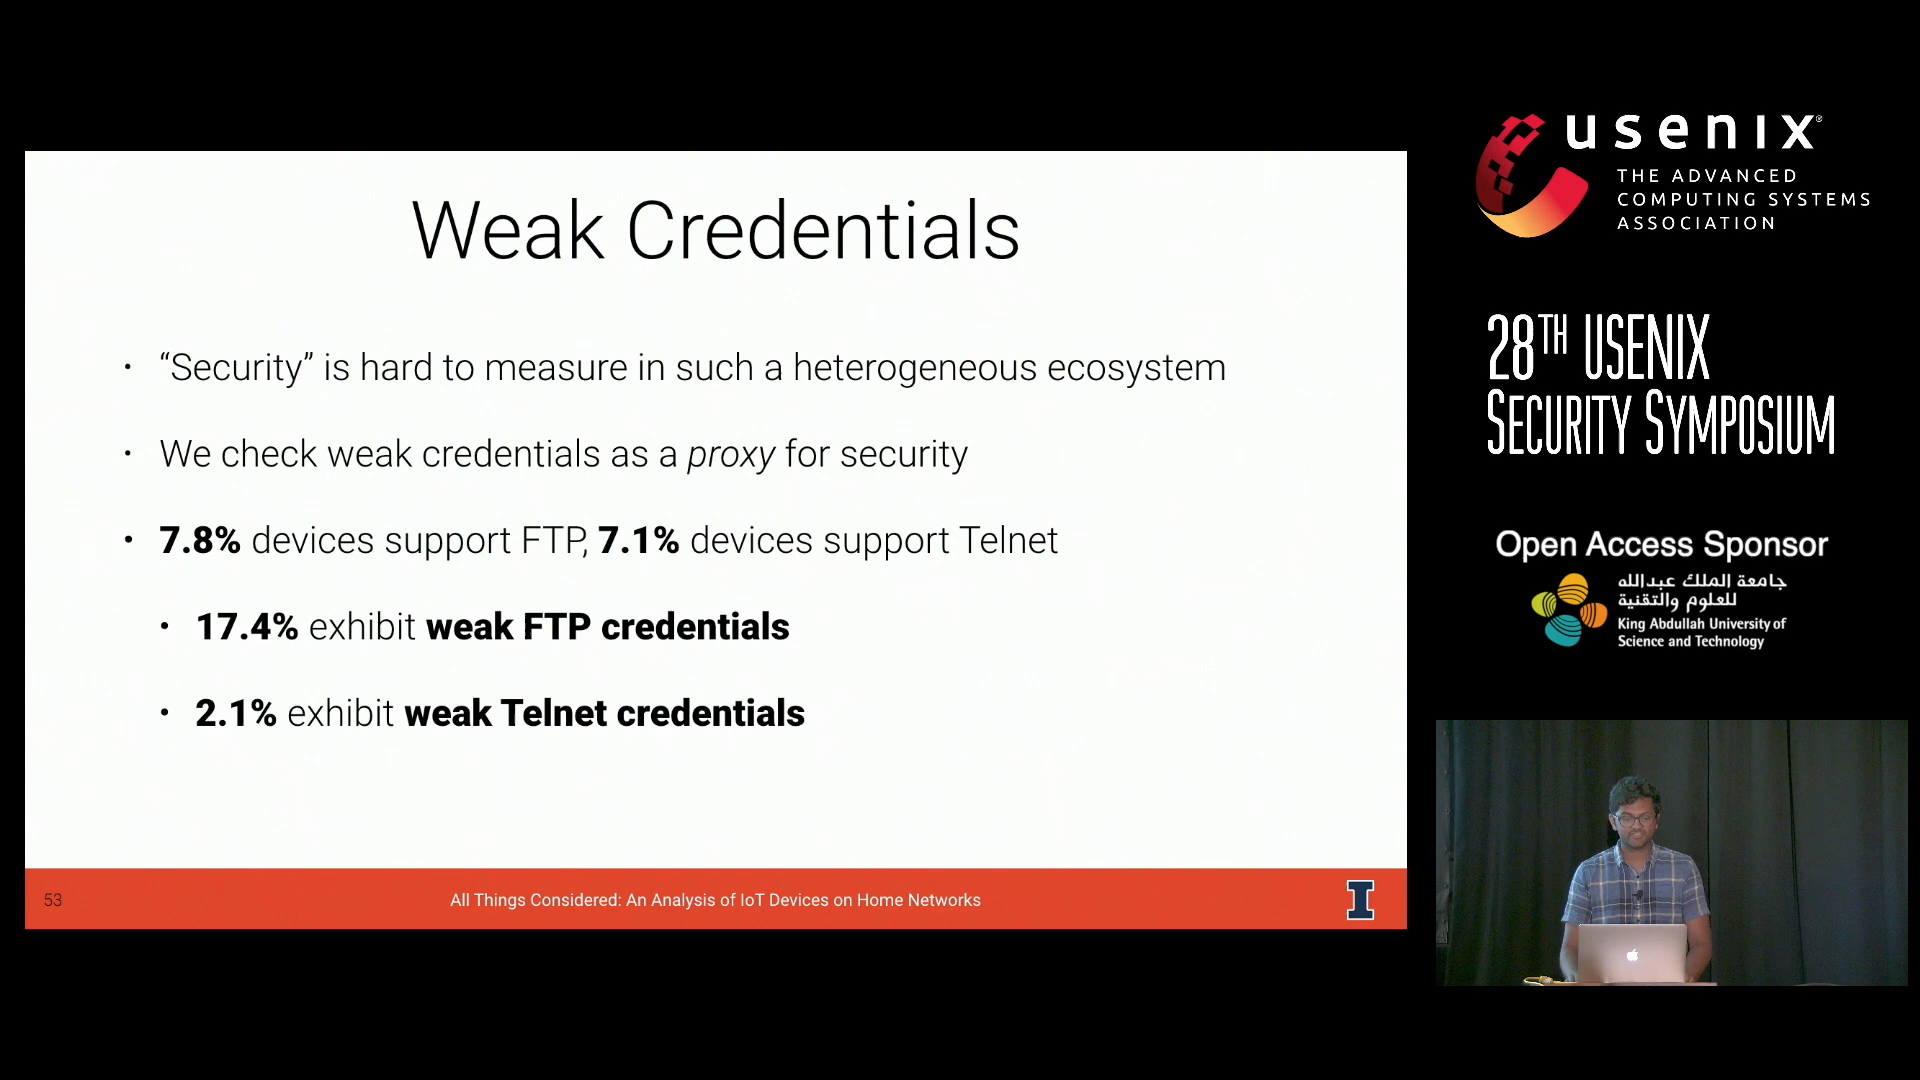 Weak Credentials
· “Security” is hard to measure in such a heterogeneous ecosystem
· We check weak credentials as a proxy for security
· 7.8% devices support FTP, 7.1% devices support Telnet
· 17.4% exhibit weak FTP credentials
· 2.1% exhibit weak Telnet credentials
53
All Things Considered: An Analysis of IoT Devices on Home Networks
I
usenix®
THE ADVANCED
COMPUTING SYSTEMS
ASSOCIATION
28TH USENIX
SECURITY SYMPOSIUM
Open Access Sponsor
جامعة الملك عبدالله
للعلوم والتقنية
King Abdullah University of
Science and Technology